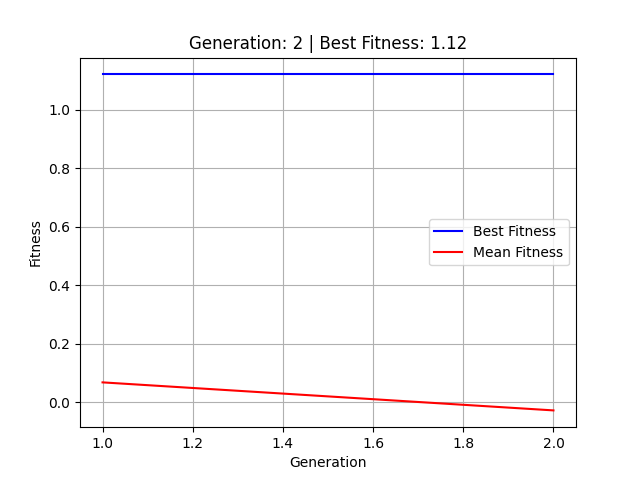 Generation: 2 | Best Fitness: 1.12
Fitness
1.0
0.8
0.6
0.4
0.2
0.0
Best Fitness
Mean Fitness
1.0 1.2 1.4 1.6 1.8 2.0
Generation